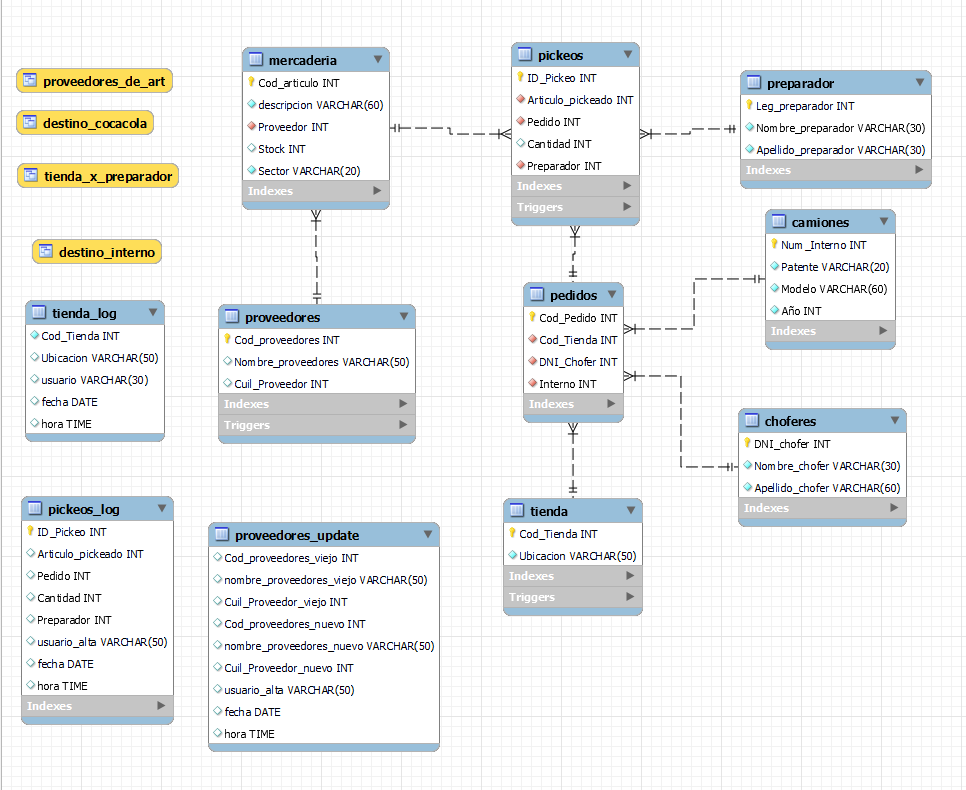 proveedores_de_art
destino_cocacola
tienda_x_preparador
destino_interno
mercaderia
Cod_articulo INT
descripcion VARCHAR(60)
Proveedor INT
Stock INT
Sector VARCHAR(20)
Indexes
pickeos
ID_Pickeo INT
Articulo_pickeado INT
Pedido INT
Cantidad INT
Preparador INT
Indexes
Triggers
preparador
Leg_preparador INT
Nombre_preparador VARCHAR(30)
Apellido_preparador VARCHAR(30)
Indexes
camiones
Num_Interno INT
Patente VARCHAR(20)
Modelo VARCHAR(60)
Año INT
Indexes
tienda_log
Cod_Tienda INT
Ubicacion VARCHAR(50)
usuario VARCHAR(30)
fecha DATE
hora TIME
proveedores
Cod_proveedores INT
Nombre_proveedores VARCHAR(50)
Cuil_Proveedor INT
Indexes
Triggers
pedidos
Cod_Pedido INT
Cod_Tienda INT
DNI_Chofer INT
Interno INT
Indexes
choferes
DNI_chofer INT
Nombre_chofer VARCHAR(30)
Apellido_chofer VARCHAR(60)
Indexes
pickeos_log
ID_Pickeo INT
Articulo_pickeado INT
Pedido INT
Cantidad INT
Preparador INT
usuario_alta VARCHAR(50)
fecha DATE
hora TIME
Indexes
proveedores_update
Cod_proveedores_viejo INT
nombre_proveedores_viejo VARCHAR(50)
Cuil_Proveedor_viejo INT
Cod_proveedores_nuevo INT
nombre_proveedores_nuevo VARCHAR(50)
Cuil_Proveedor_nuevo INT
usuario_alta VARCHAR(50)
fecha DATE
hora TIME
tienda
Cod_Tienda INT
Ubicacion VARCHAR(50)
Indexes
Triggers